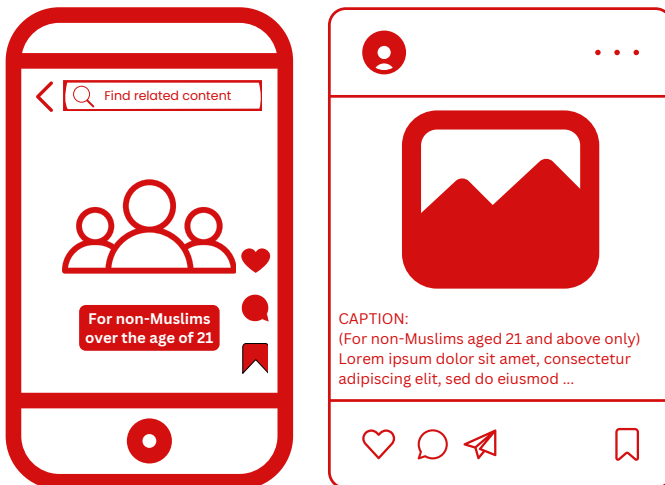 Find related content
For non-Muslims
over the age of 21
CAPTION:
(For non-Muslims aged 21 and above only)
Lorem ipsum dolor sit amet, consectetur
adipiscing elit, sed do eiusmod ...